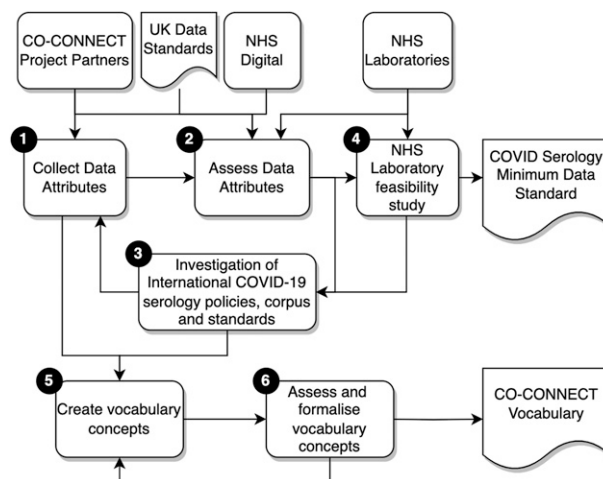 CO-CONNECT
Project Partners
UK Data
Standards
NHS
Digital
NHS
Laboratories
1
Collect Data
Attributes
2
Assess Data
Attributes
4
NHS
Laboratory
feasibility
study
COVID Serology
Minimum Data
Standard
3
Investigation of
International COVID-19
serology policies, corpus
and standards
5
Create vocabulary
concepts
6
Assess and
formalise
vocabulary
concepts
CO-CONNECT
Vocabulary